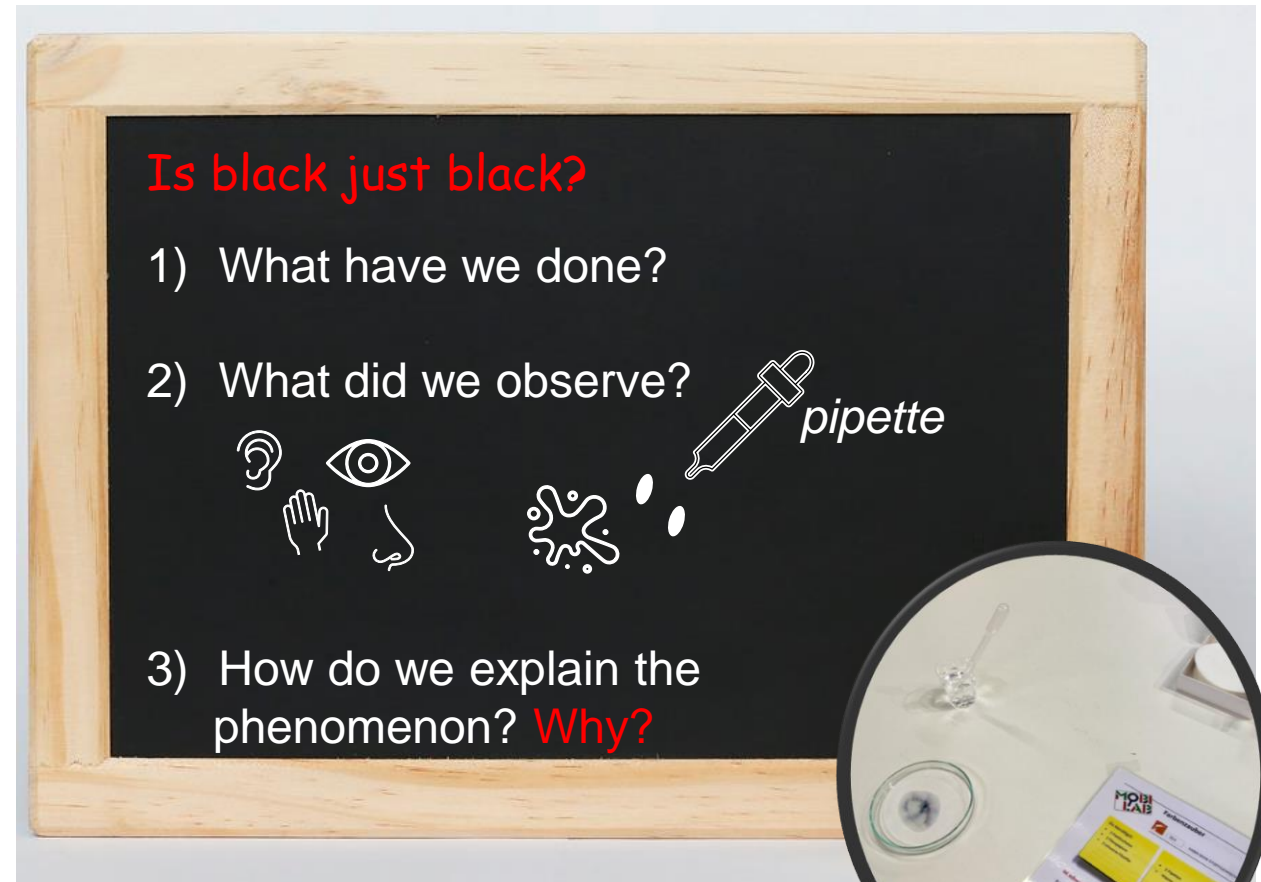 Is black just black?
1) What have we done?
2) What did we observe?
pipette
3) How do we explain the
phenomenon? Why?
MOBI
LAB
Farbenzauber